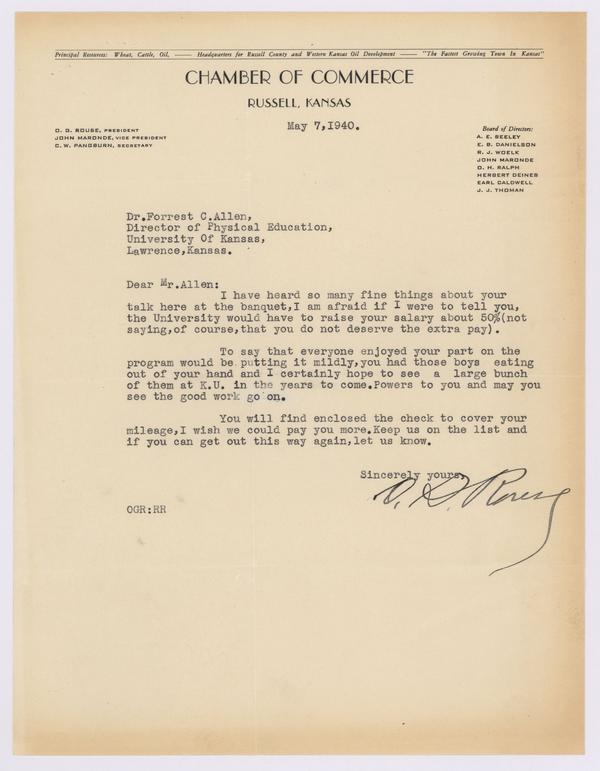 Principal Resources: Wheat, Cattle, Oil, —— Headquarters for Russell County and Western Kansas Oil Development —— "The Fastest Growing Town In Kansas"
CHAMBER OF COMMERCE
RUSSELL, KANSAS
May 7,1940.
O. G. ROUSE, PRESIDENT
JOHN MARONDE, VICE PRESIDENT
C. W. PANGBURN, SECRETARY
Board of Directors:
A. E. SEELEY
E. B. DANIELSON
R. J. WOELK
JOHN MARONDE
O. H. RALPH
HERBERT DEINES
EARL CALDWELL
J. J. THOMAN
Dr.Forrest C.Allen,
Director of Physical Education,
University Of Kansas,
Lawrence,Kansas.
Dear Mr.Allen:
I have heard so many fine things about your
talk here at the banquet,I am afraid if I were to tell you,
the University would have to raise your salary about 50%(not
saying,of course,that you do not deserve the extra pay).
To say that everyone enjoyed your part on the
program would be putting it mildly,you had those boys eating
out of your hand and I certainly hope to see a large bunch
of them at K.U. in the years to come.Powers to you and may you
see the good work go on.
You will find enclosed the check to cover your
mileage,I wish we could pay you more.Keep us on the list and
if you can get out this way again,let us know.
Sincerely yours,
O. G. Rouse
OGR:RR